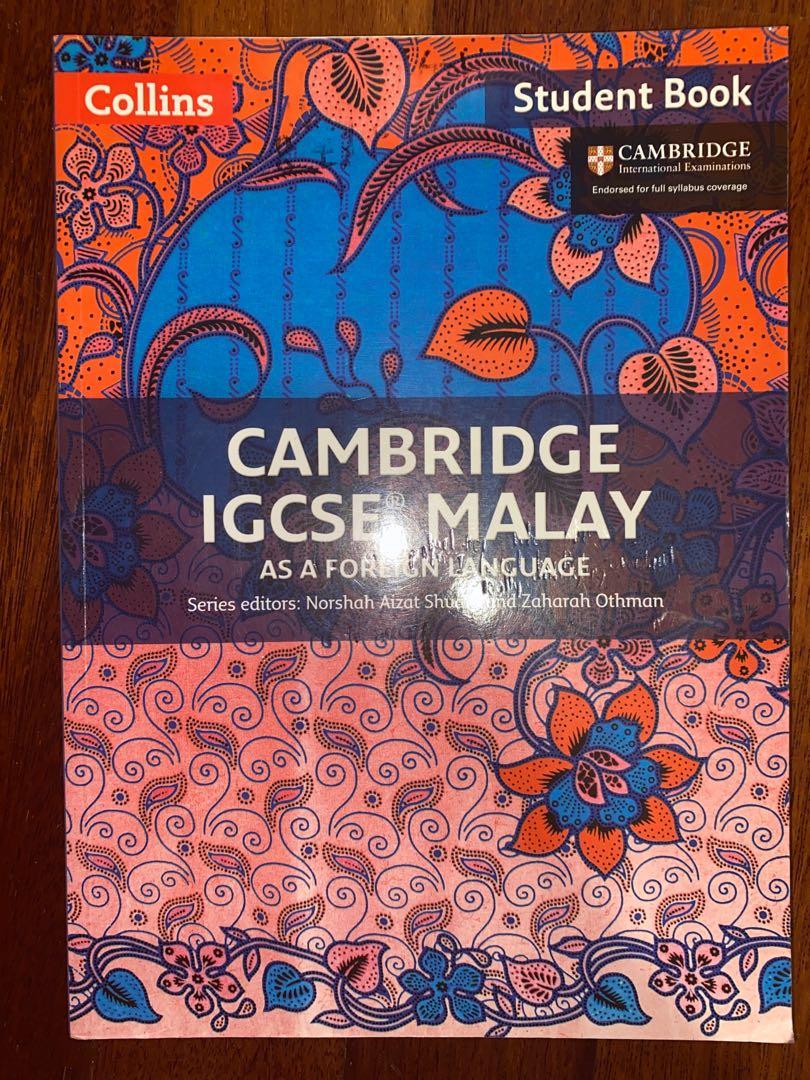 Collins
Student Book
CAMBRIDGE
International Examinations
Endorsed for full syllabus coverage
CAMBRIDGE
IGCSE® MALAY
AS A FOREIGN LANGUAGE
Series editors: Norshah Aizat and Zaharah Othman